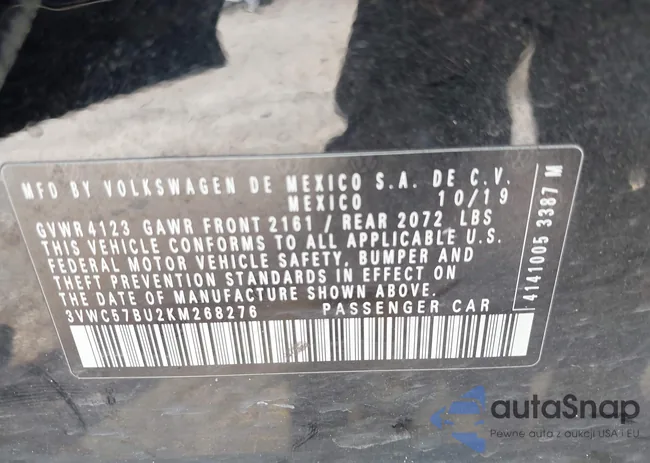 MFD BY VOLKSWAGEN DE MEXICO S.A. DE C.V.
MEXICO 10/19
GVWR 4123 GAWR FRONT 2161 / REAR 2072 LBS
THIS VEHICLE CONFORMS TO ALL APPLICABLE U.S.
FEDERAL MOTOR VEHICLE SAFETY, BUMPER AND
THEFT PREVENTION STANDARDS IN EFFECT ON
THE DATE OF MANUFACTURE SHOWN ABOVE.
3VWC57BU2KM268276 PASSENGER CAR
4141005 3387 M
autaSnap
Pewne auta z aukcji USA i EU